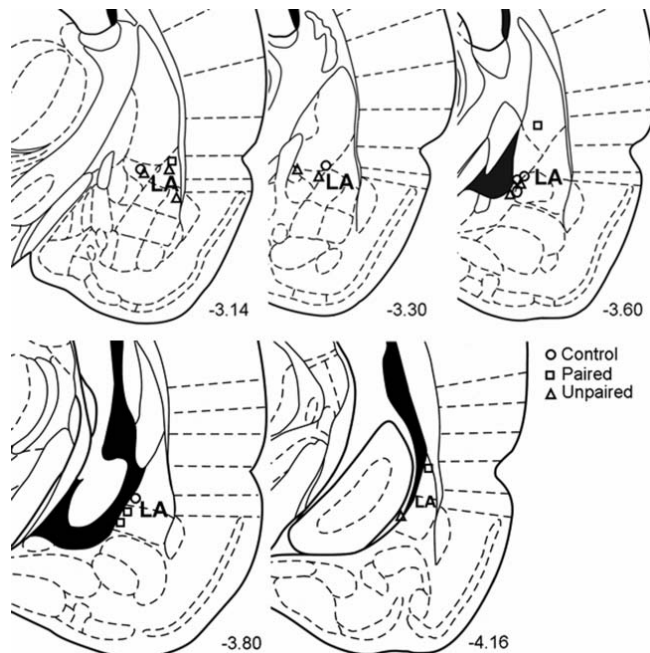 LA
-3.14
LA
-3.30
LA
-3.60
LA
-3.80
LA
-4.16
Control
Paired
Unpaired